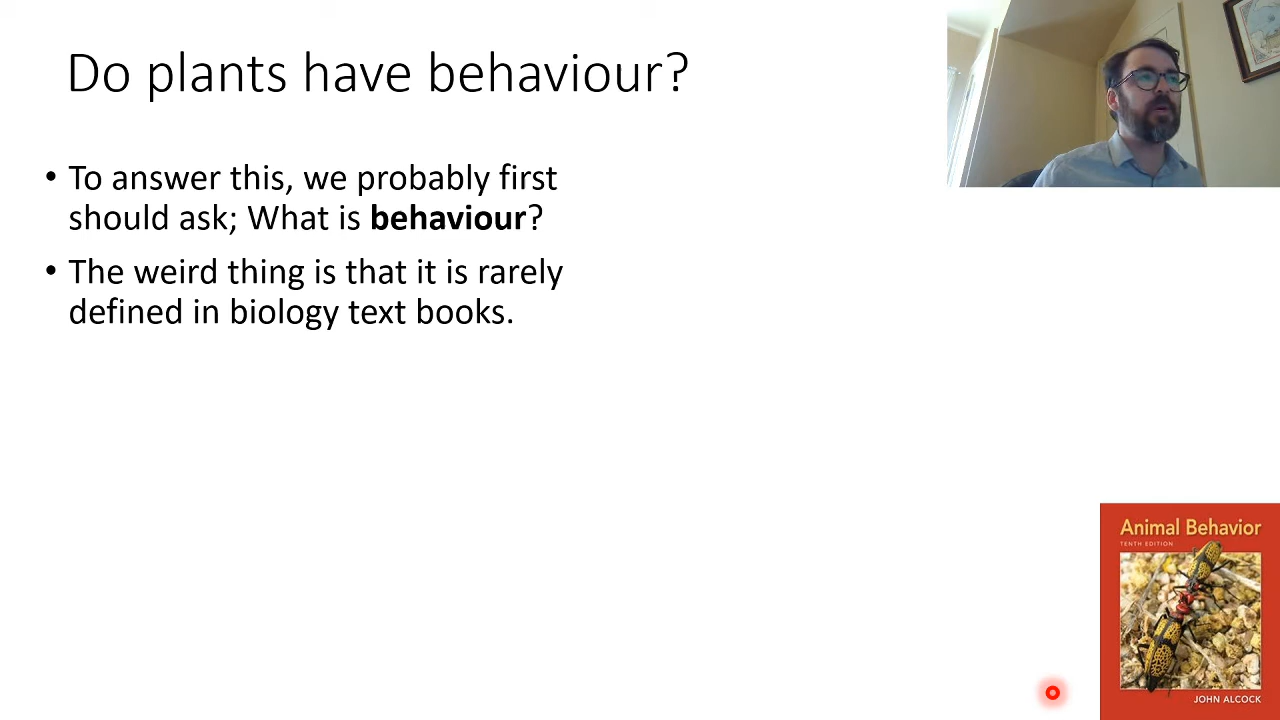 Do plants have behaviour?
• To answer this, we probably first
should ask; What is behaviour?
• The weird thing is that it is rarely
defined in biology text books.
Animal Behavior
TENTH EDITION
JOHN ALCOCK